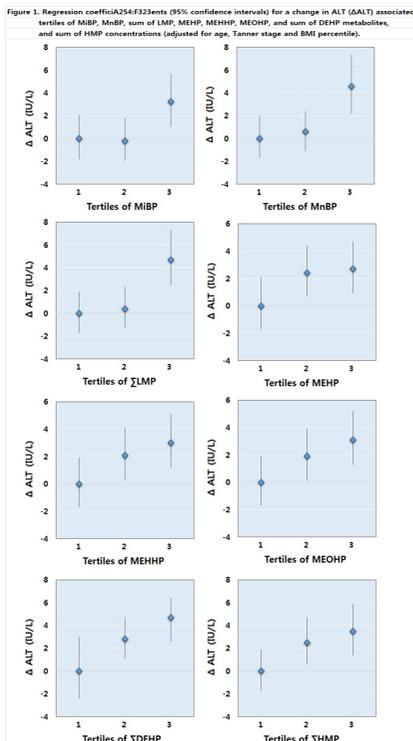 Figure 1. Regression coefficiA254:F323ents (95% confidence intervals) for a change in ALT (ΔALT) associated
tertiles of MiBP, MnBP, sum of LMP, MEHP, MEHHP, MEOHP, and sum of DEHP metabolites,
and sum of HMP concentrations (adjusted for age, Tanner stage and BMI percentile).
8
6
4
2
0
-2
-4
Δ ALT (IU/L)
1 2 3
Tertiles of MiBP
8
6
4
2
0
-2
-4
Δ ALT (IU/L)
1 2 3
Tertiles of MnBP
8
6
4
2
0
-2
-4
Δ ALT (IU/L)
1 2 3
Tertiles of ∑LMP
6
4
2
0
-2
-4
Δ ALT (IU/L)
1 2 3
Tertiles of MEHP
6
4
2
0
-2
-4
Δ ALT (IU/L)
1 2 3
Tertiles of MEHHP
6
4
2
0
-2
-4
Δ ALT (IU/L)
1 2 3
Tertiles of MEOHP
8
6
4
2
0
-2
-4
Δ ALT (IU/L)
1 2 3
Tertiles of ∑DEHP
8
6
4
2
0
-2
-4
Δ ALT (IU/L)
1 2 3
Tertiles of ∑HMP